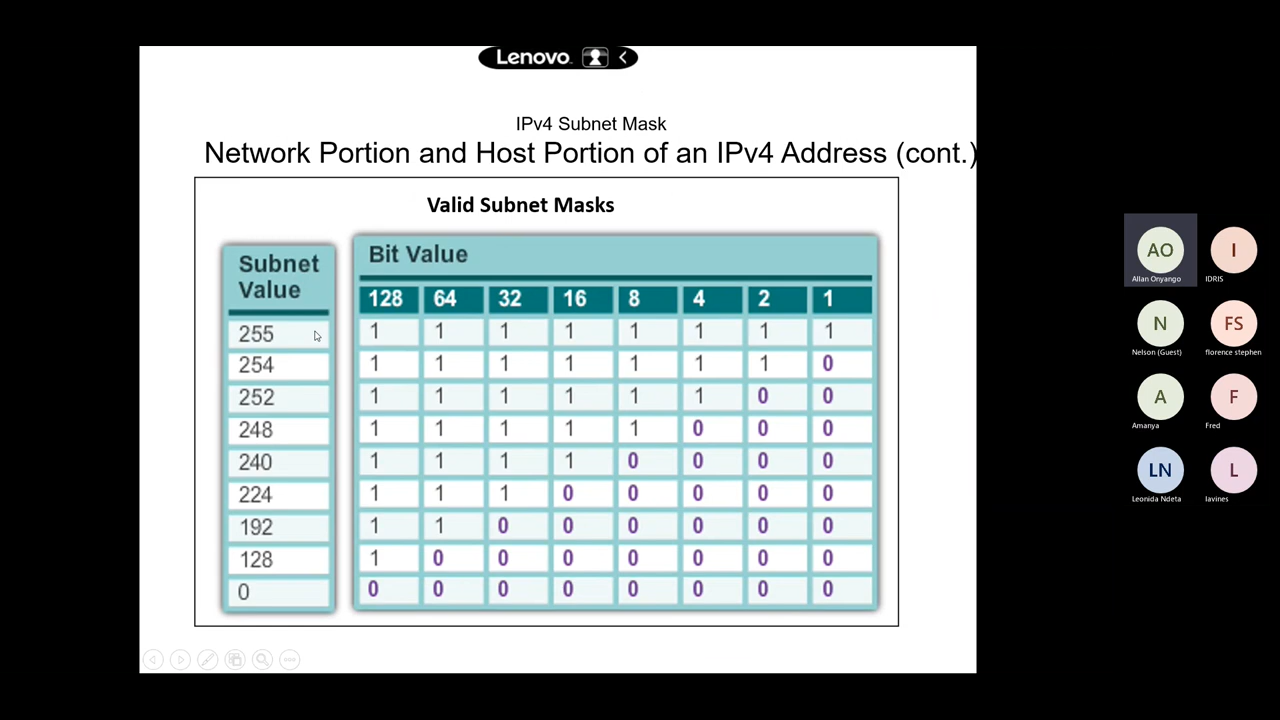 Lenovo
IPv4 Subnet Mask
Network Portion and Host Portion of an IPv4 Address (cont.)
Valid Subnet Masks
Subnet
Value
Bit Value
128 64 32 16 8 4 2 1
255 1 1 1 1 1 1 1 1
254 1 1 1 1 1 1 1 0
252 1 1 1 1 1 1 0 0
248 1 1 1 1 1 0 0 0
240 1 1 1 1 0 0 0 0
224 1 1 1 0 0 0 0 0
192 1 1 0 0 0 0 0 0
128 1 0 0 0 0 0 0 0
0 0 0 0 0 0 0 0 0
AO I
Allan Onyango IDRIS
N FS
Nelson (Guest) florence stephen
A F
Amanya Fred
LN L
Leonida Ndeta lavines